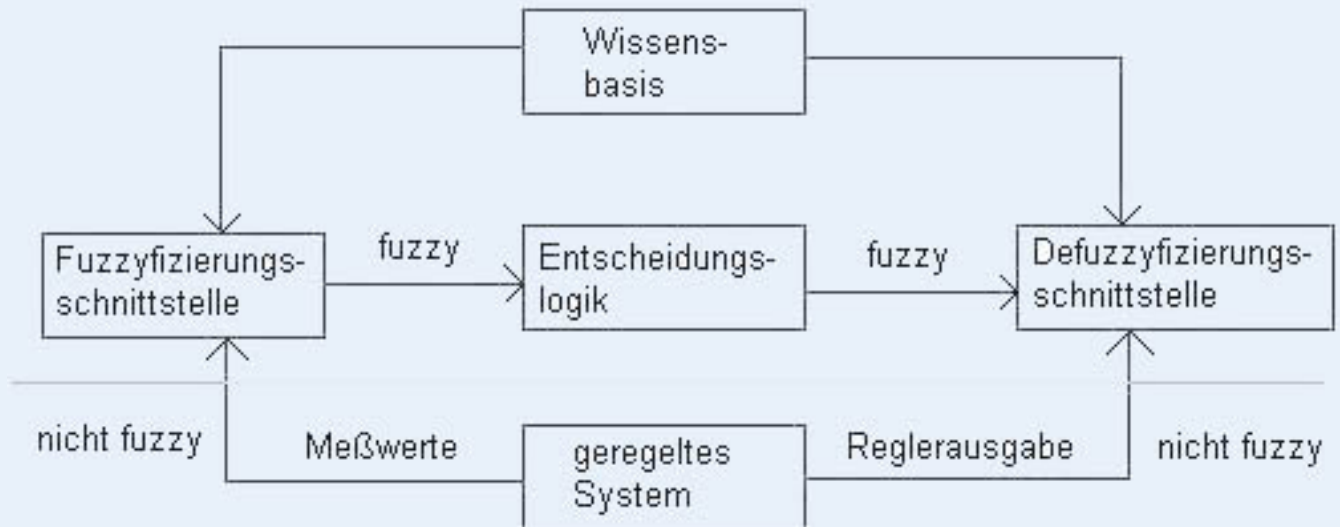 Wissens-
basis
Fuzzyfizierungs-
schnittstelle
fuzzy
Entscheidungs-
logik
fuzzy
Defuzzyfizierungs-
schnittstelle
nicht fuzzy
Meßwerte
geregeltes
System
Reglerausgabe
nicht fuzzy